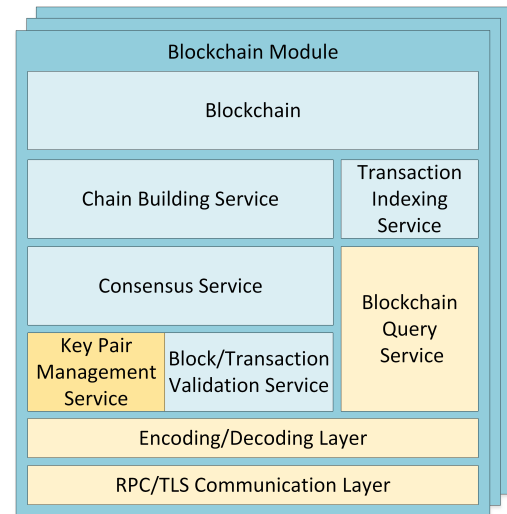 Blockchain Module
Blockchain
Chain Building Service
Transaction
Indexing
Service
Consensus Service
Blockchain
Query
Service
Key Pair
Management
Service
Block/Transaction
Validation Service
Encoding/Decoding Layer
RPC/TLS Communication Layer